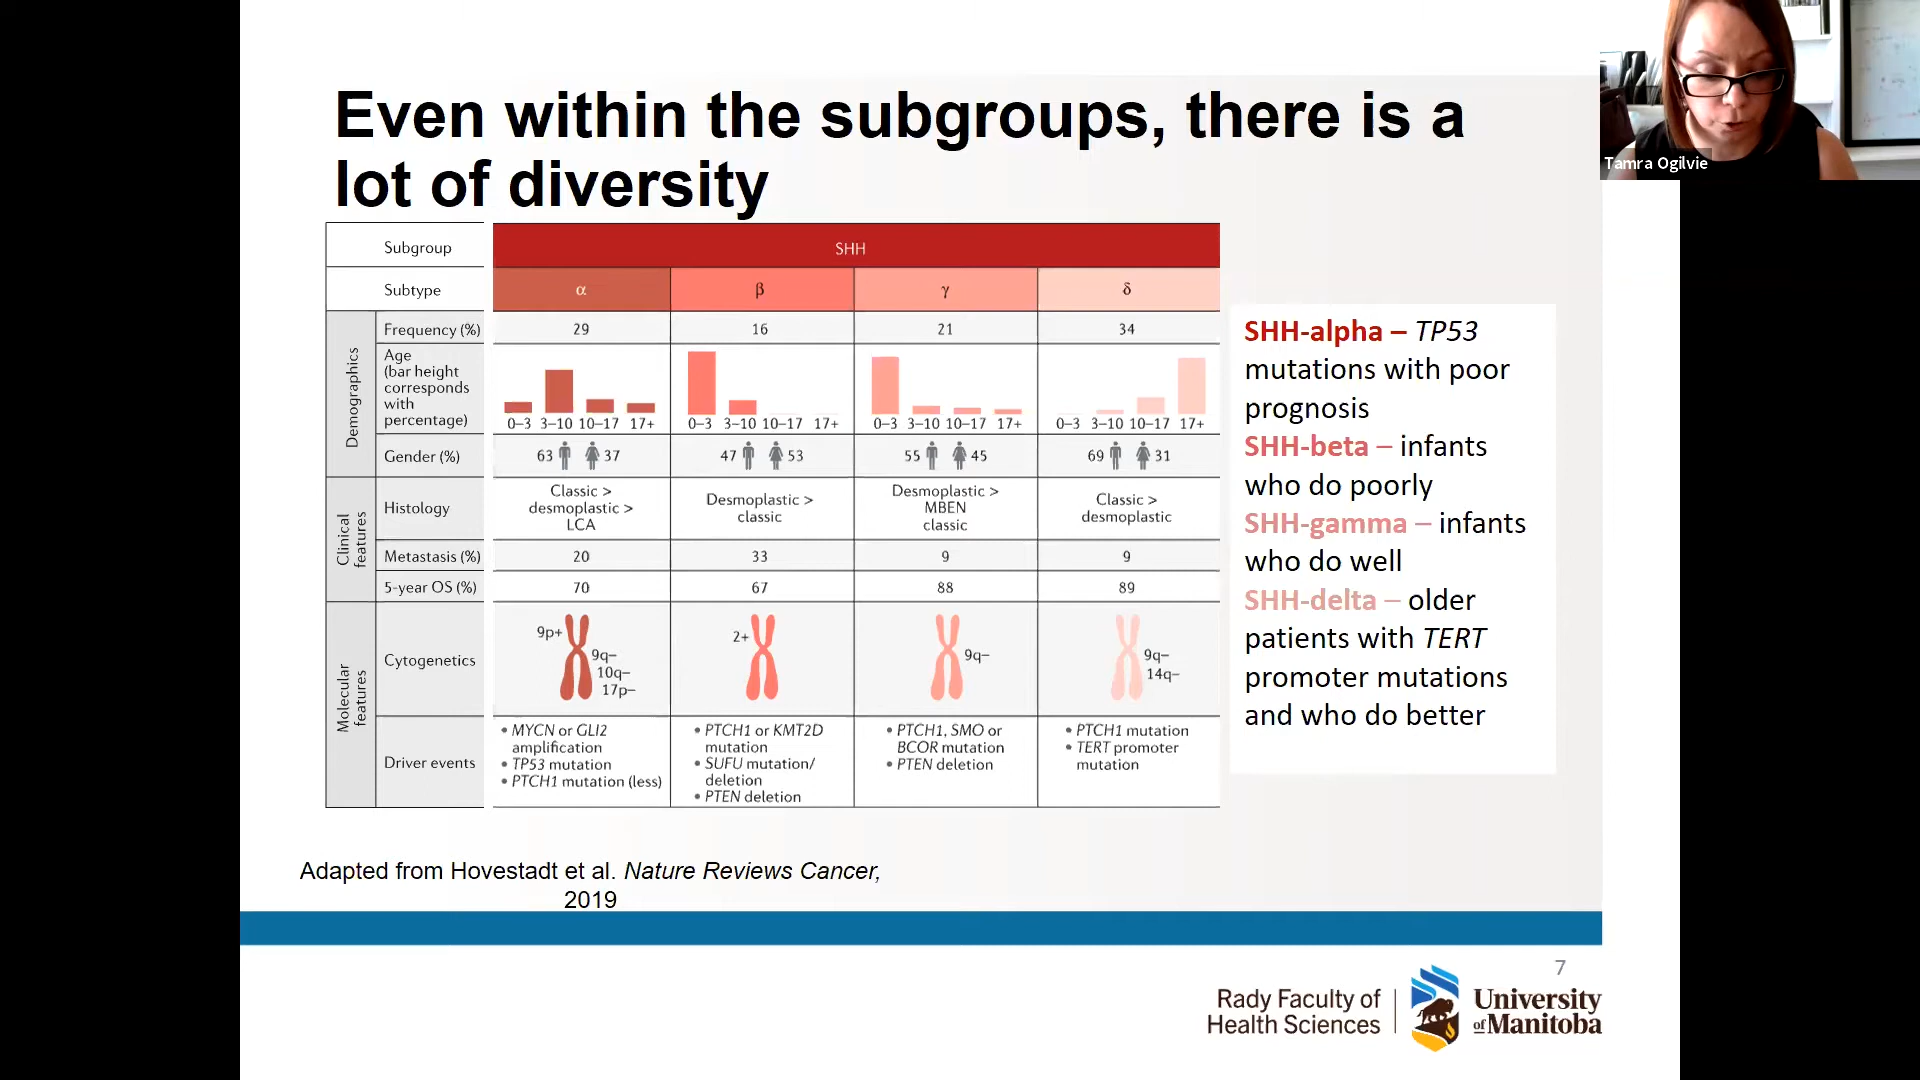 Even within the subgroups, there is a
lot of diversity
Tamra Ogilvie
Subgroup
SHH
Subtype
α
β
γ
δ
Demographics
Frequency (%)
29
16
21
34
Age
(bar height
corresponds
with
percentage)
0–3 3–10 10–17 17+
0–3 3–10 10–17 17+
0–3 3–10 10–17 17+
0–3 3–10 10–17 17+
Gender (%)
63 37
47 53
55 45
69 31
Clinical
features
Histology
Classic >
desmoplastic >
LCA
Desmoplastic >
classic
Desmoplastic >
MBEN
classic
Classic >
desmoplastic
Metastasis (%)
20
33
9
9
5-year OS (%)
70
67
88
89
Molecular
features
Cytogenetics
9p+
9q–
10q–
17p–
2+
9q–
9q–
14q–
Driver events
• MYCN or GLI2
amplification
• TP53 mutation
• PTCH1 mutation (less)
• PTCH1 or KMT2D
mutation
• SUFU mutation/
deletion
• PTEN deletion
• PTCH1, SMO or
BCOR mutation
• PTEN deletion
• PTCH1 mutation
• TERT promoter
mutation
SHH-alpha – TP53
mutations with poor
prognosis
SHH-beta – infants
who do poorly
SHH-gamma – infants
who do well
SHH-delta – older
patients with TERT
promoter mutations
and who do better
Adapted from Hovestadt et al. Nature Reviews Cancer,
2019
7
Rady Faculty of
Health Sciences
University
of Manitoba